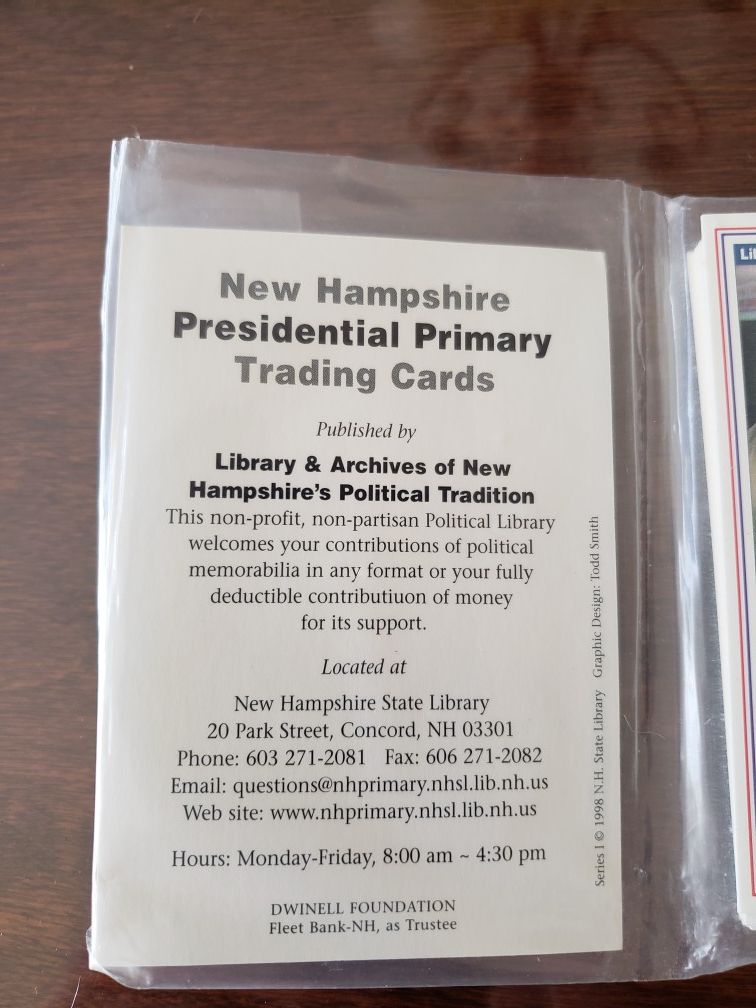 New Hampshire
Presidential Primary
Trading Cards
Published by
Library & Archives of New
Hampshire's Political Tradition
This non-profit, non-partisan Political Library
welcomes your contributions of political
memorabilia in any format or your fully
deductible contributiuon of money
for its support.
Located at
New Hampshire State Library
20 Park Street, Concord, NH 03301
Phone: 603 271-2081 Fax: 606 271-2082
Email: questions@nhprimary.nhsl.lib.nh.us
Web site: www.nhprimary.nhsl.lib.nh.us
Hours: Monday-Friday, 8:00 am ~ 4:30 pm
DWINELL FOUNDATION
Fleet Bank-NH, as Trustee
Series I © 1998 N.H. State Library Graphic Design: Todd Smith